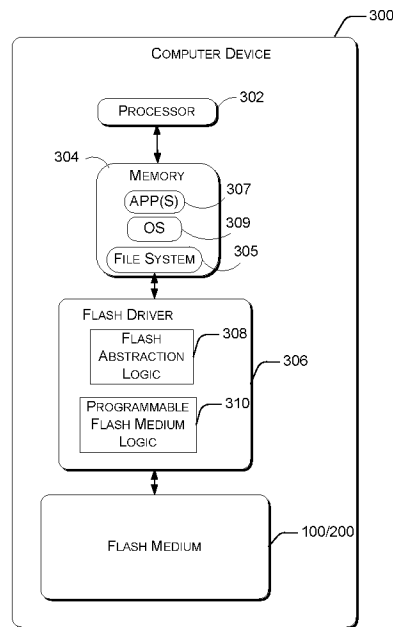 300
COMPUTER DEVICE
PROCESSOR
302
304
MEMORY
APP(S)
307
OS
309
FILE SYSTEM
305
FLASH DRIVER
FLASH
ABSTRACTION
LOGIC
308
306
PROGRAMMABLE
FLASH MEDIUM
LOGIC
310
FLASH MEDIUM
100/200